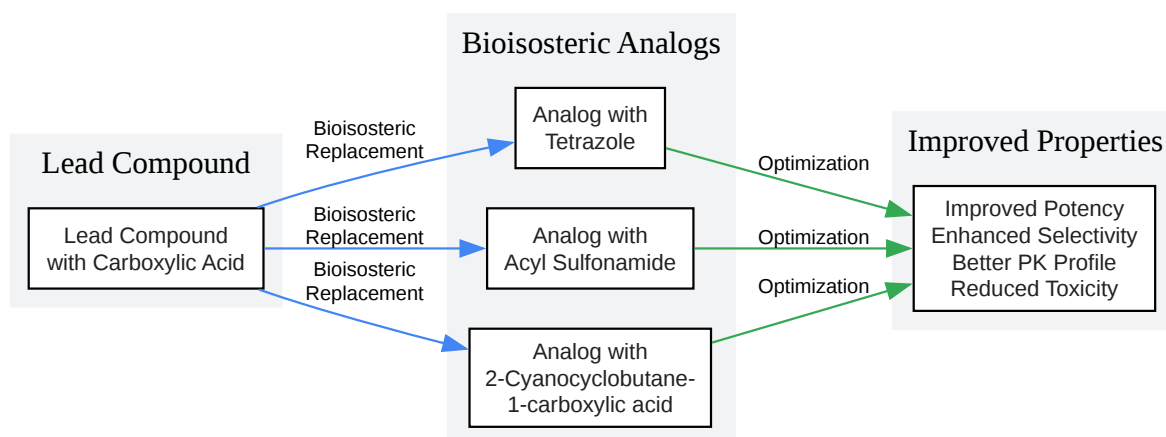 Lead Compound
Lead Compound
with Carboxylic Acid
Bioisosteric
Replacement
Bioisosteric
Replacement
Bioisosteric
Replacement
Bioisosteric Analogs
Analog with
Tetrazole
Analog with
Acyl Sulfonamide
Analog with
2-Cyanocyclobutane-
1-carboxylic acid
Optimization
Optimization
Optimization
Improved Properties
Improved Potency
Enhanced Selectivity
Better PK Profile
Reduced Toxicity